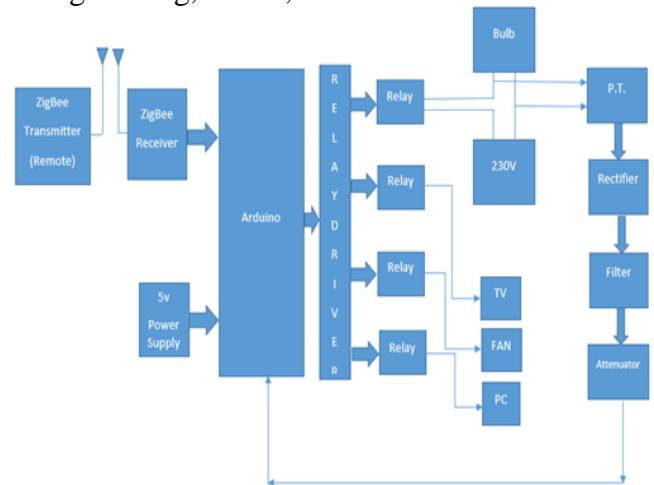 ZigBee
Transmitter
(Remote)
ZigBee
Receiver
5v
Power
Supply
Arduino
R
E
L
A
Y
D
R
I
V
E
R
Relay
Relay
Relay
Relay
Bulb
230V
TV
FAN
PC
P.T.
Rectifier
Filter
Attenuator